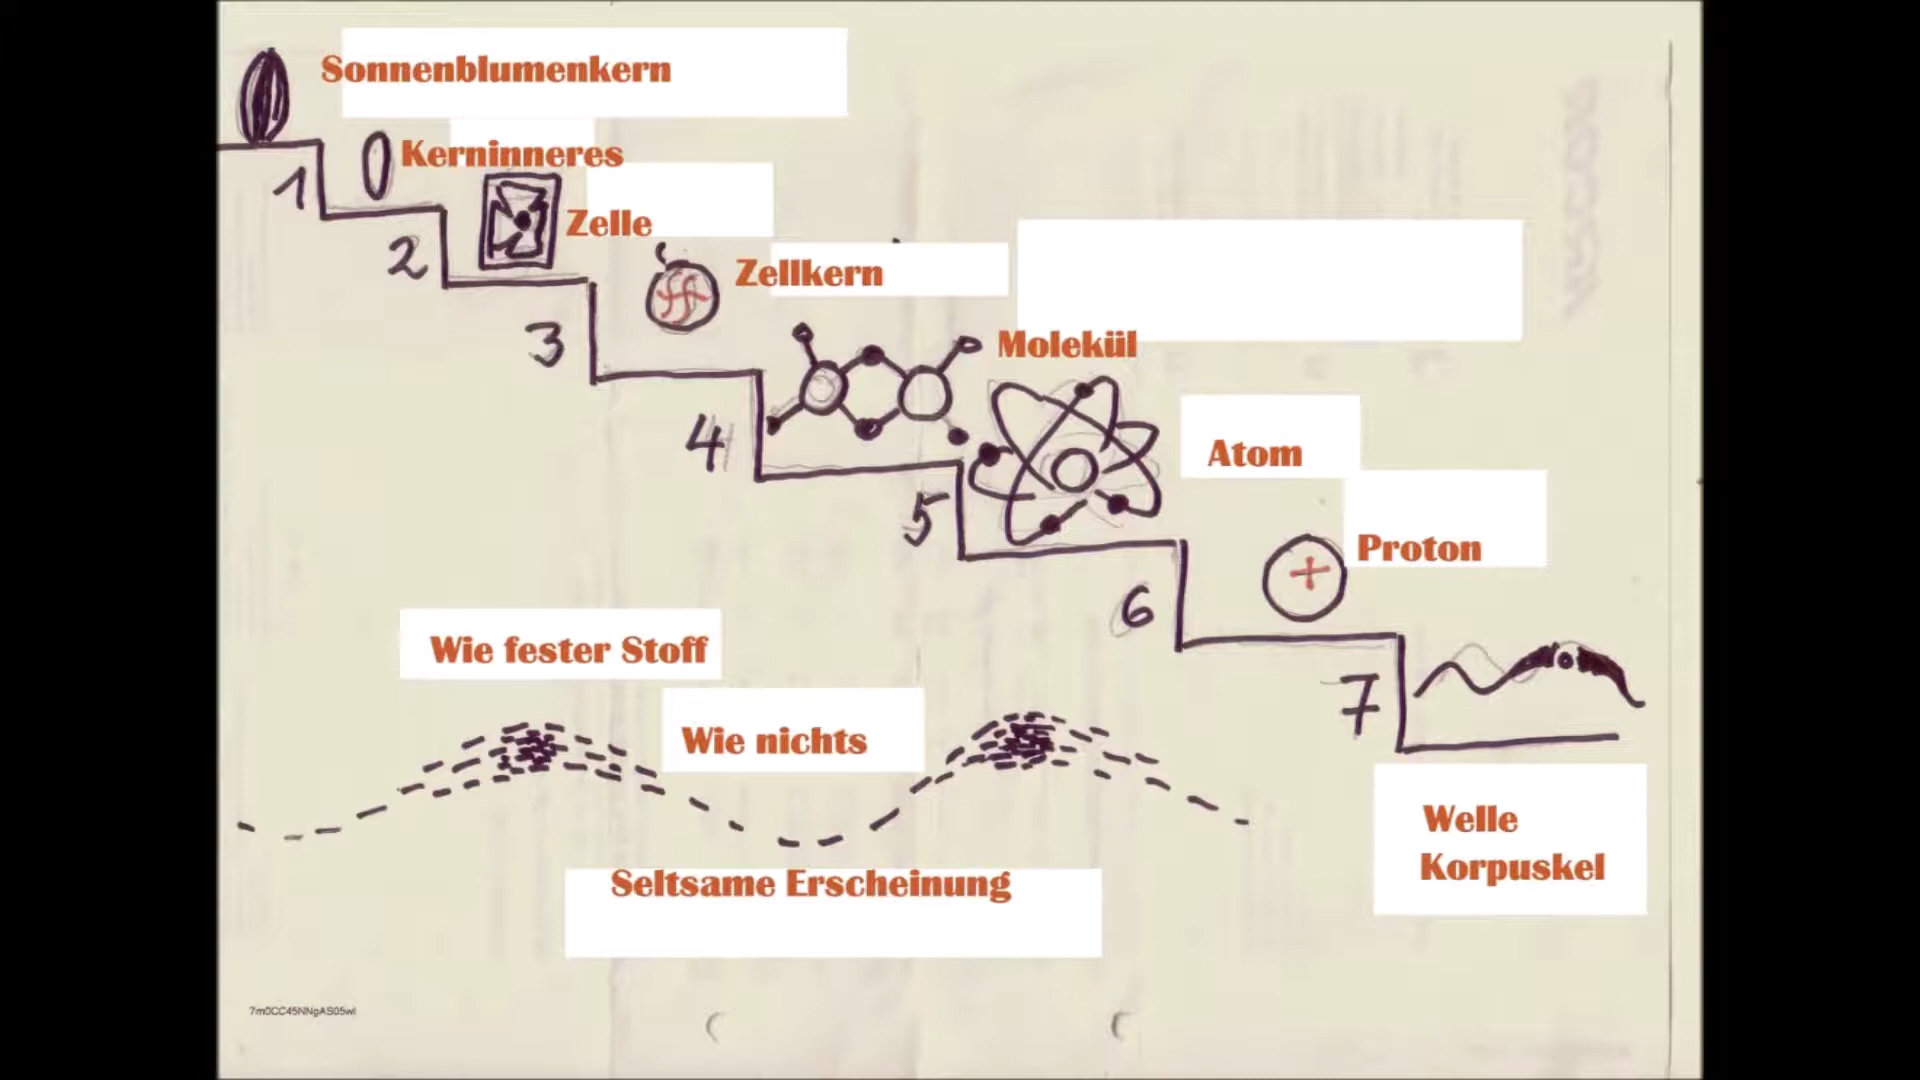 Sonnenblumenkern
Kerninneres
1
Zelle
2
Zellkern
3
Molekül
4
Atom
5
Proton
6
+
Wie fester Stoff
7
Wie nichts
Welle
Korpuskel
Seltsame Erscheinung
7m0CC45NNgAS05wl